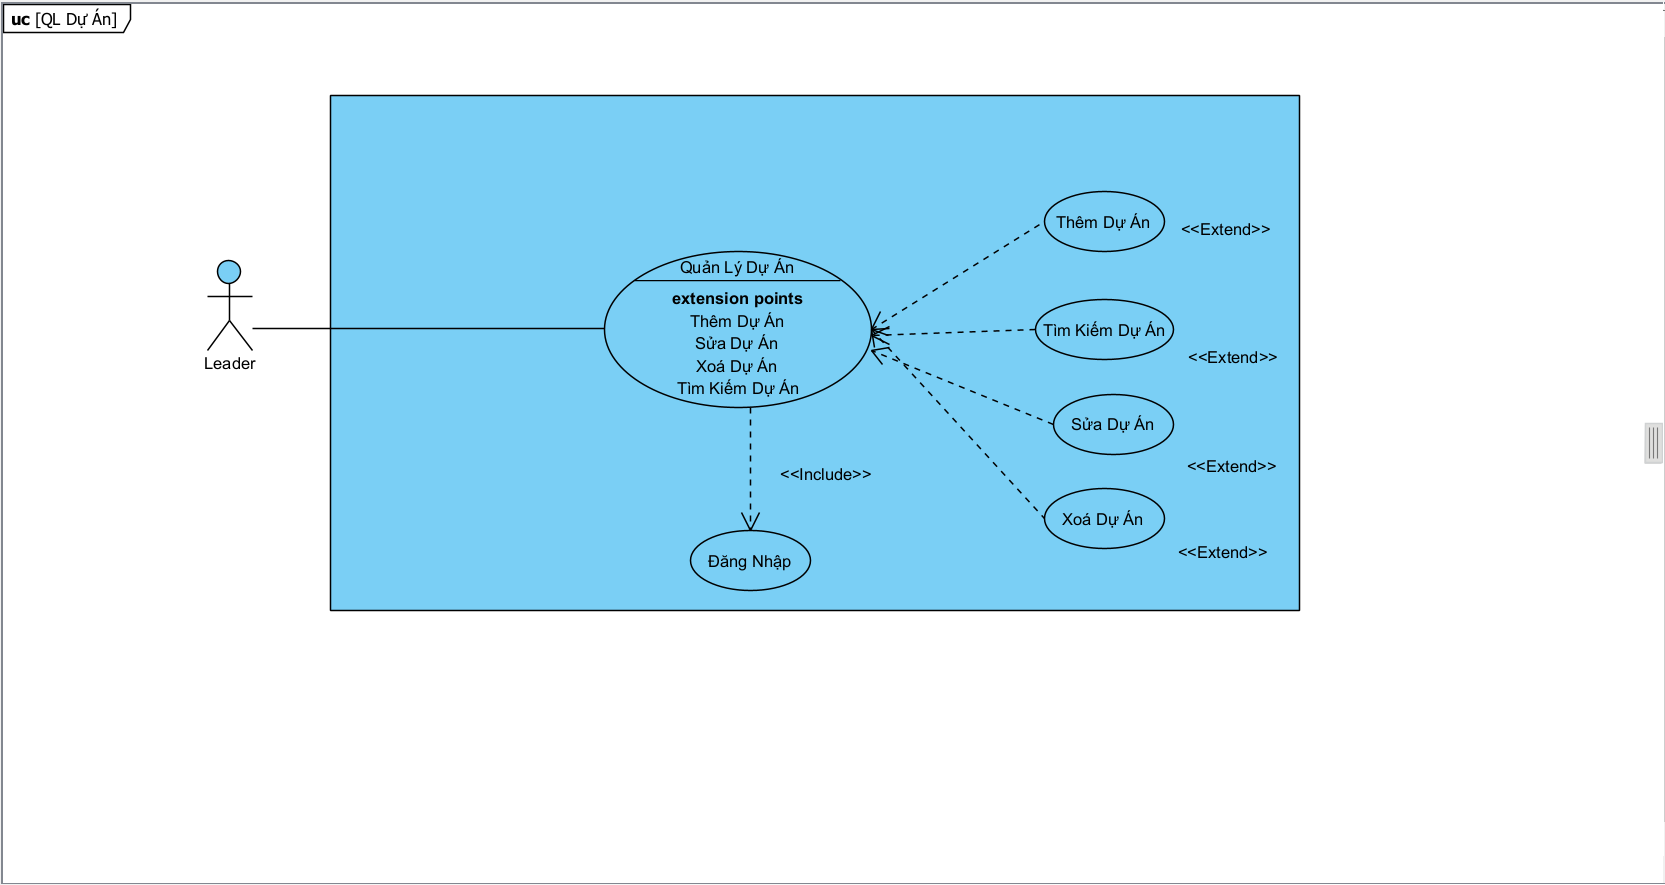 uc [QL Dự Án]
Leader
Quản Lý Dự Án
extension points
Thêm Dự Án
Sửa Dự Án
Xoá Dự Án
Tìm Kiếm Dự Án
<<Include>>
Đăng Nhập
Thêm Dự Án
<<Extend>>
Tìm Kiếm Dự Án
<<Extend>>
Sửa Dự Án
<<Extend>>
Xoá Dự Án
<<Extend>>